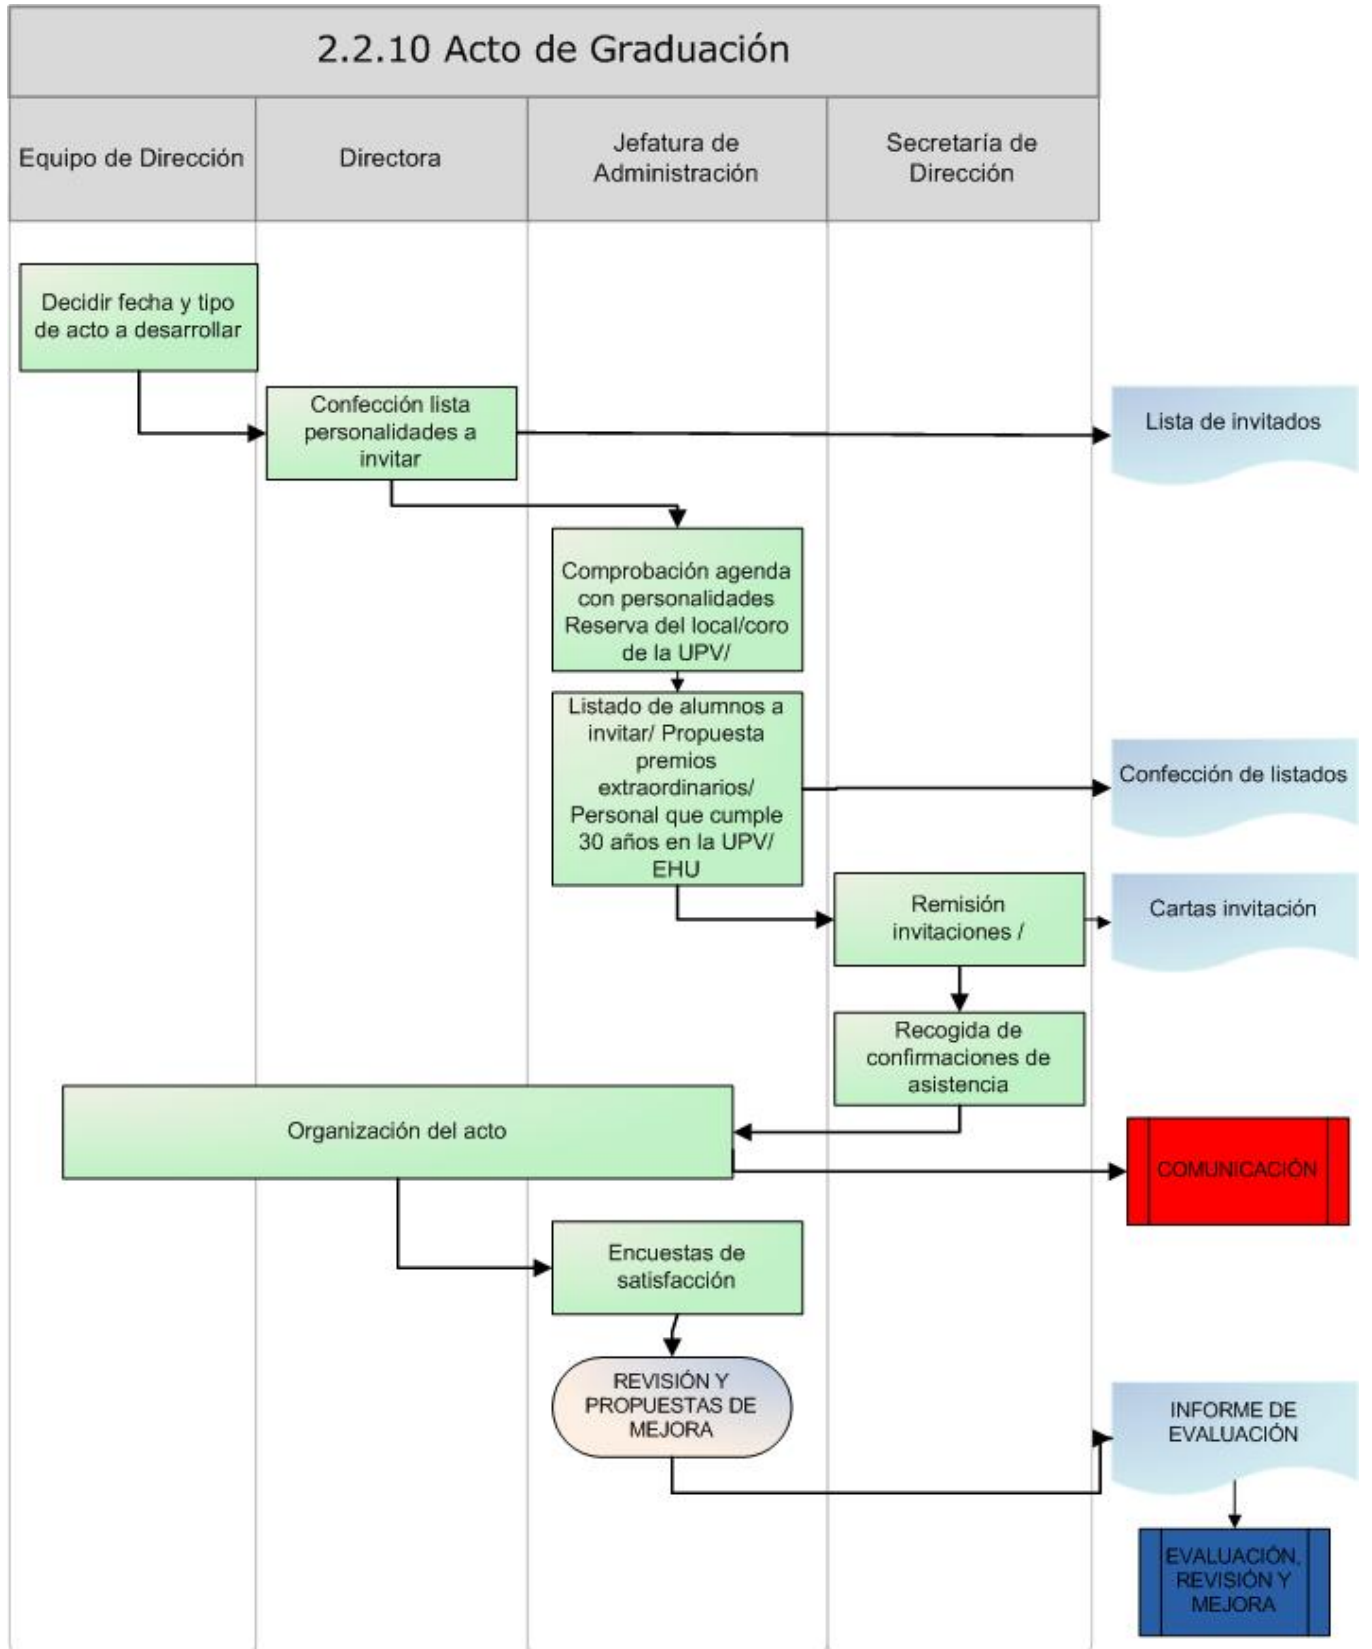 2.2.10 Acto de Graduación
Equipo de Dirección
Directora
Jefatura de
Administración
Secretaría de
Dirección
Decidir fecha y tipo
de acto a desarrollar
Confección lista
personalidades a
invitar
Lista de invitados
Comprobación agenda
con personalidades
Reserva del local/coro
de la UPV/
Listado de alumnos a
invitar/ Propuesta
premios
extraordinarios/
Personal que cumple
30 años en la UPV/
EHU
Confección de listados
Remisión
invitaciones /
Cartas invitación
Recogida de
confirmaciones de
asistencia
Organización del acto
COMUNICACIÓN
Encuestas de
satisfacción
REVISIÓN Y
PROPUESTAS DE
MEJORA
INFORME DE
EVALUACIÓN
EVALUACIÓN,
REVISIÓN Y
MEJORA